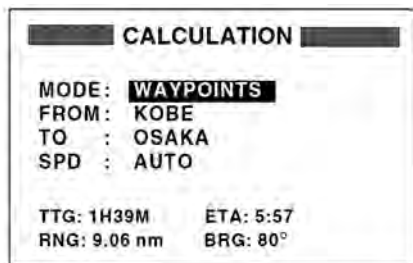 CALCULATION
MODE: WAYPOINTS
FROM: KOBE
TO : OSAKA
SPD : AUTO
TTG: 1H39M ETA: 5:57
RNG: 9.06 nm BRG: 80°